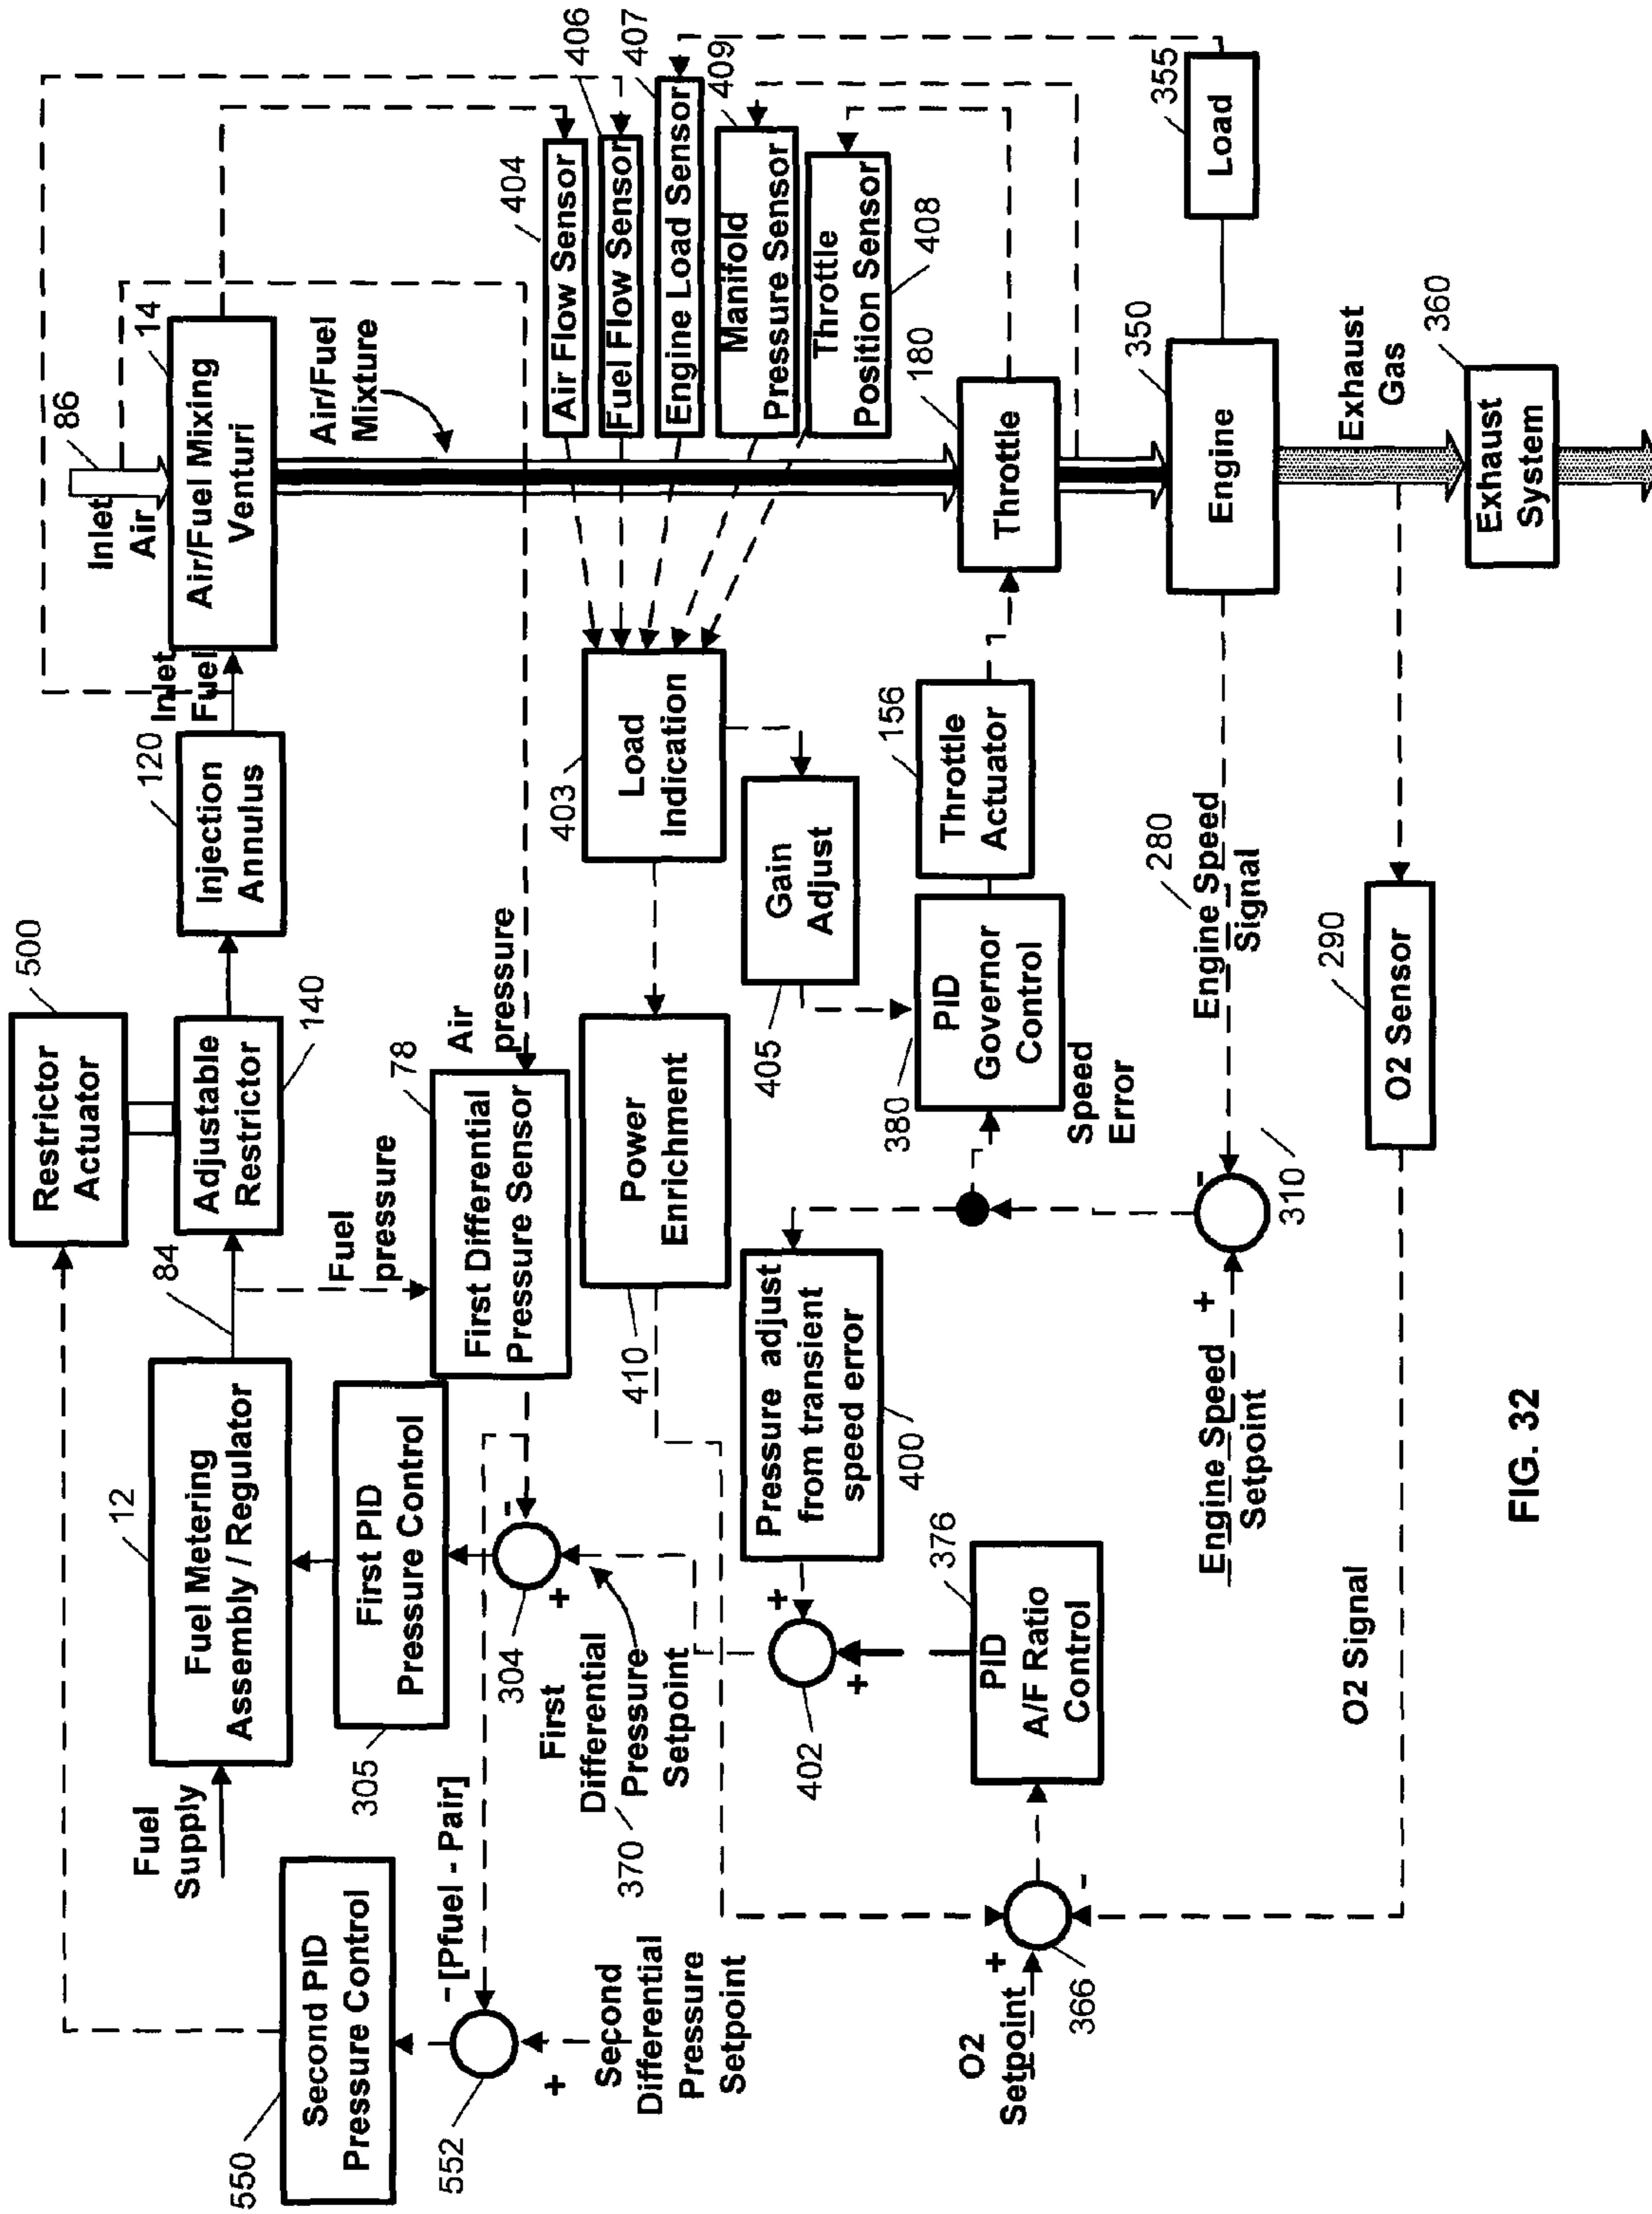 500
Restrictor
Actuator
12
Fuel Metering
Assembly / Regulator
Fuel
Supply
84
Adjustable
Restrictor
140
120
Injection
Annulus
Inlet
Fuel
86
Inlet
Air
14
Air/Fuel Mixing
Venturi
Air/Fuel
Mixture
550
Second PID
Pressure Control
305
First PID
Pressure Control
Fuel
pressure
78
First Differential
Pressure Sensor
Air
pressure
-[Pfuel - Pair]
552
+
Second
Differential
Pressure
Setpoint
304
-
+
First
Differential
Pressure
Setpoint
370
410
Power
Enrichment
403
Load
Indication
404
Air Flow Sensor
406
Fuel Flow Sensor
407
Engine Load Sensor
409
Manifold
Pressure Sensor
Throttle
Position Sensor
408
Pressure adjust
from transient
speed error
400
+
+
402
405
Gain
Adjust
380
PID
Governor
Control
Speed
Error
156
Throttle
Actuator
180
Throttle
376
PID
A/F Ratio
Control
O2
Setpoint
+
-
366
Engine Speed
Setpoint
+
-
310
280
Engine Speed
Signal
350
Engine
355
Load
O2 Signal
290
O2 Sensor
Exhaust
Gas
360
Exhaust
System
FIG. 32